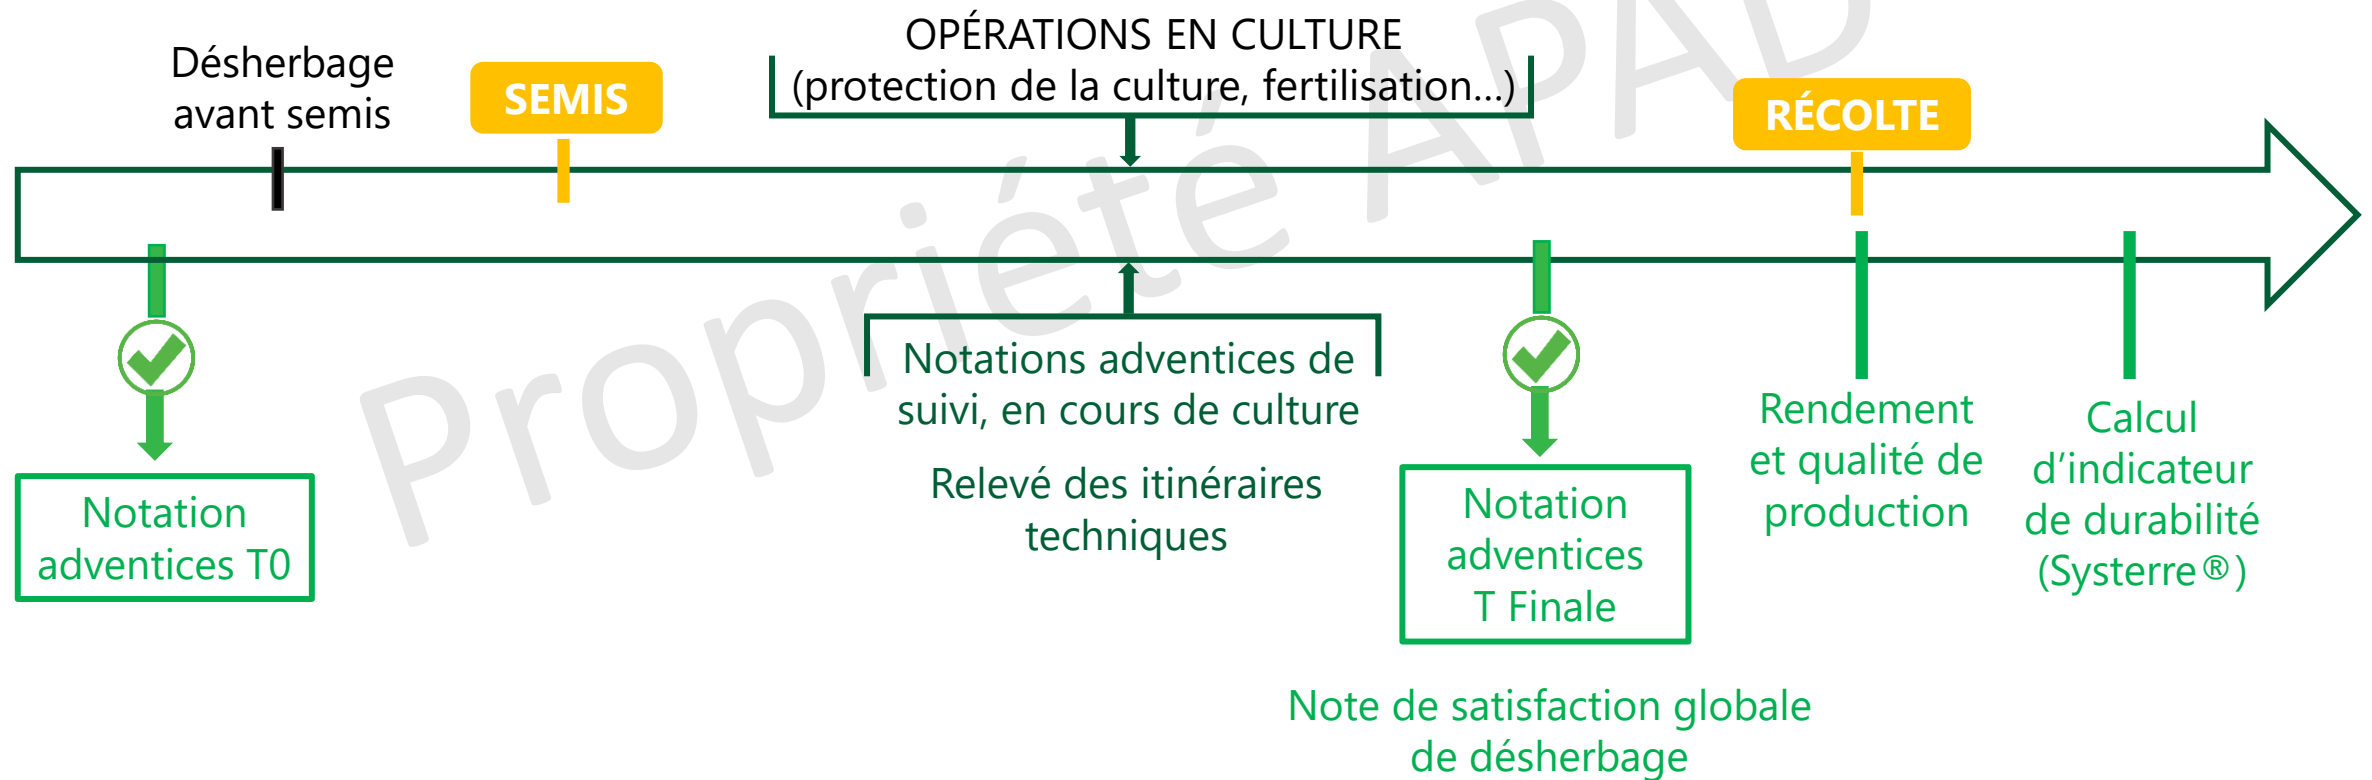 OPÉRATIONS EN CULTURE
(protection de la culture, fertilisation...)
Désherbage
avant semis
SEMIS
RÉCOLTE
Propriété APAD
Notation
adventices T0
Notations adventices de
suivi, en cours de culture
Relevé des itinéraires
techniques
Notation
adventices
T Finale
Note de satisfaction globale
de désherbage
Rendement
et qualité de
production
Calcul
d’indicateur
de durabilité
(Systerre®)